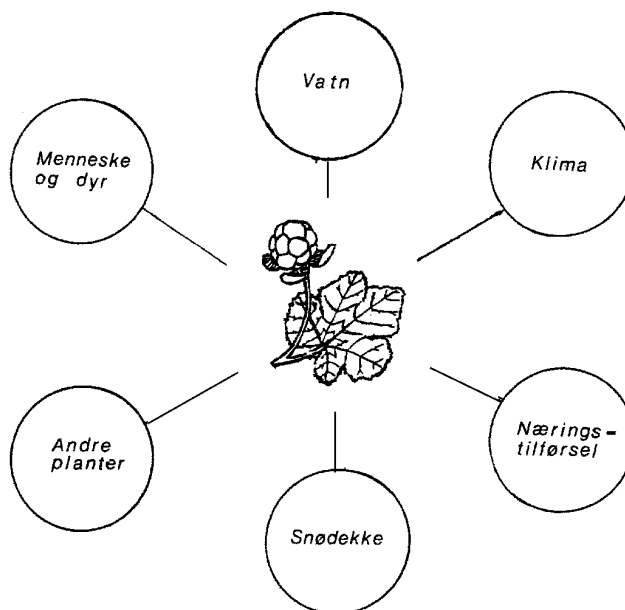 Vatn
Menneske
og dyr
Klima
Andre
planter
Nærings-
tilførsel
Snødekke